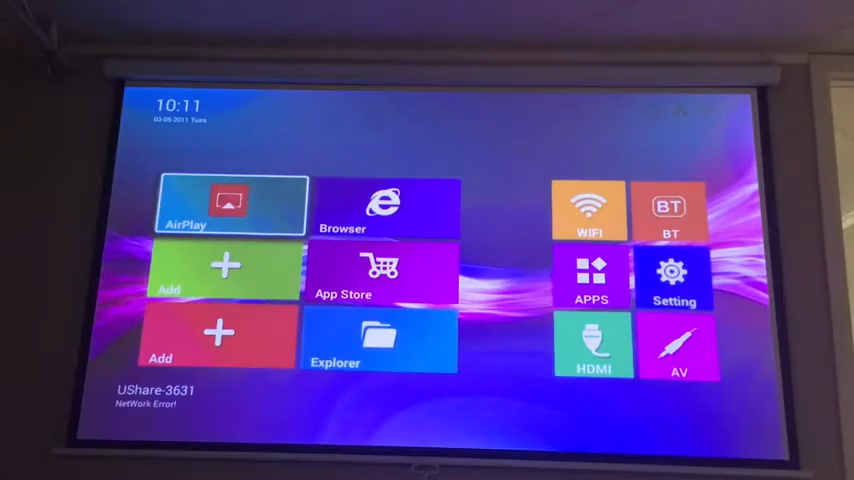 10:11
03-05-2011 Tues
AirPlay
Browser
WIFI
BT
BT
Add
App Store
APPS
Setting
Add
Explorer
HDMI
AV
UShare-3631
NetWork Error!